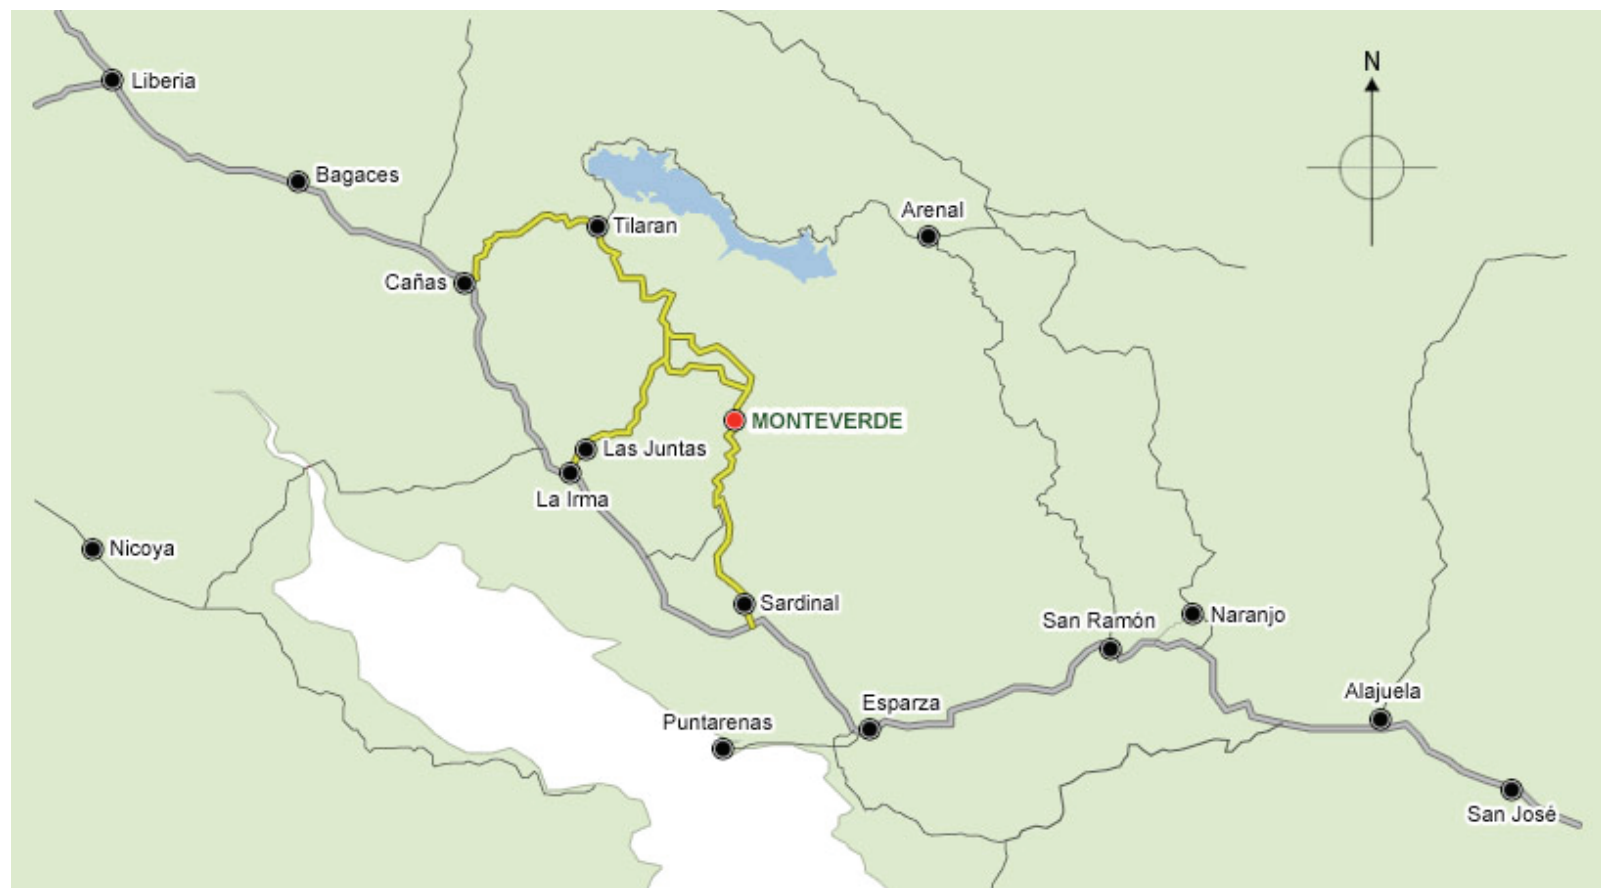 N
Liberia
Bagaces
Arenal
Tilaran
Cañas
MONTEVERDE
Las Juntas
La Irma
Nicoya
Sardinal
San Ramón
Naranjo
Alajuela
Esparza
Puntarenas
San José